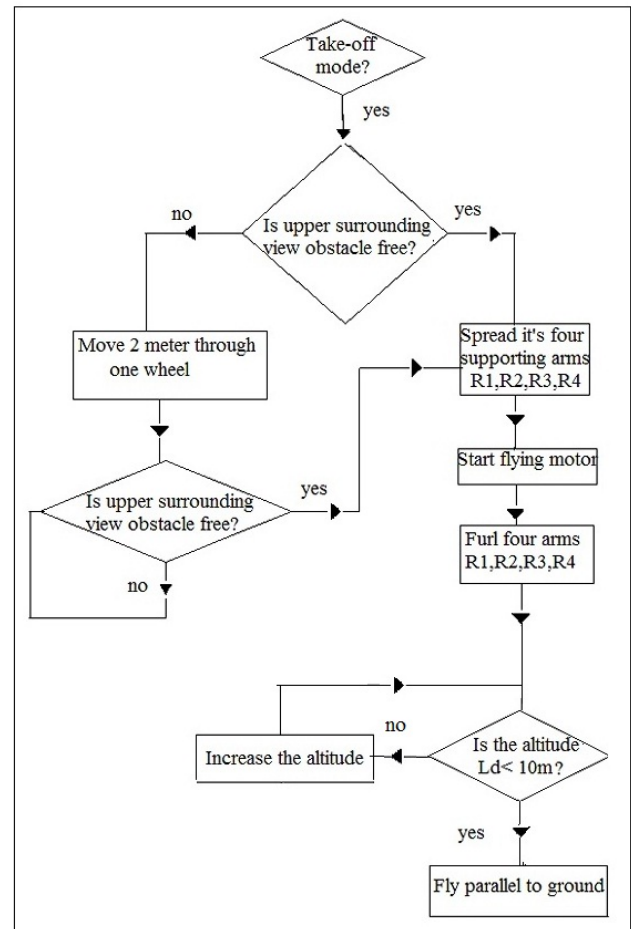 Take-off
mode?
yes
no
yes
Is upper surrounding
view obstacle free?
Move 2 meter through
one wheel
Spread it's four
supporting arms
R1,R2,R3,R4
Start flying motor
Is upper surrounding
view obstacle free?
yes
no
Furl four arms
R1,R2,R3,R4
no
Is the altitude
Ld< 10m?
Increase the altitude
yes
Fly parallel to ground